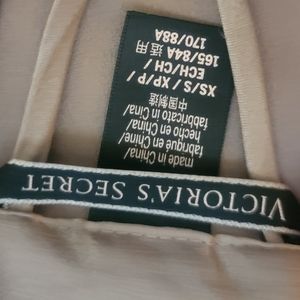 VICTORIA'S SECRET
made in China/
fabriqué en Chine/
hecho en China/
fabbricato in Cina/
中国制造
XS/S / XP/P /
ECH/CH /
165/84A 适用
170/88A